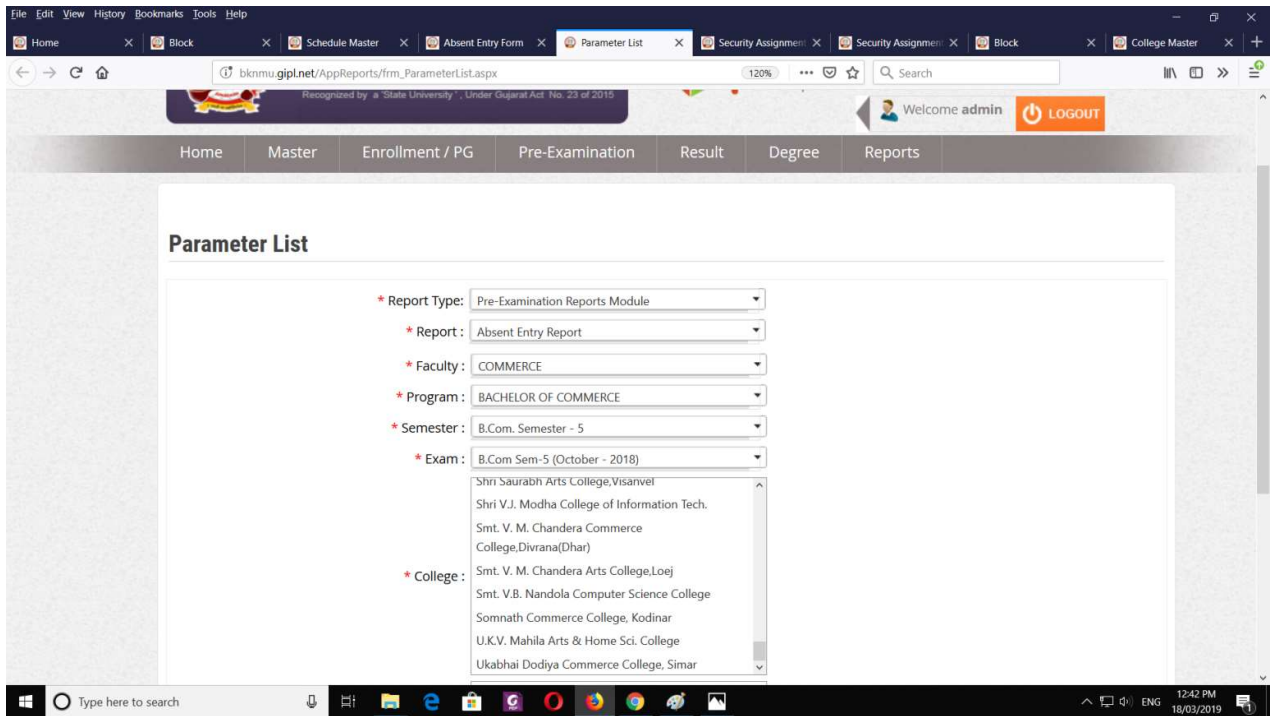 File Edit View History Bookmarks Tools Help
Home Block Schedule Master Absent Entry Form Parameter List Security Assignment Security Assignment Block College Master
bknmu.gipl.net/AppReports/frm_ParameterList.aspx 120% Search
Recognized by a 'State University', Under Gujarat Act No. 23 of 2015
Welcome admin LOGOUT
Home Master Enrollment / PG Pre-Examination Result Degree Reports
Parameter List
* Report Type: Pre-Examination Reports Module
* Report : Absent Entry Report
* Faculty : COMMERCE
* Program : BACHELOR OF COMMERCE
* Semester : B.Com. Semester - 5
* Exam : B.Com Sem-5 (October - 2018)
Shri Saurabh Arts College,Visanvel
Shri V.J. Modha College of Information Tech.
Smt. V. M. Chandera Commerce
College,Divrana(Dhar)
* College : Smt. V. M. Chandera Arts College,Loej
Smt. V.B. Nandola Computer Science College
Somnath Commerce College, Kodinar
U.K.V. Mahila Arts & Home Sci. College
Ukabhai Dodiya Commerce College, Simar
Type here to search ENG 12:42 PM
18/03/2019 1